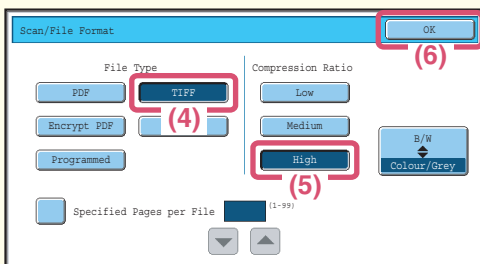 Scan/File Format
OK
(6)
File Type
Compression Ratio
PDF
TIFF
Low
(4)
Encrypt PDF
Medium
B/W
Programmed
High
Colour/Grey
(5)
Specified Pages per File
(1-99)